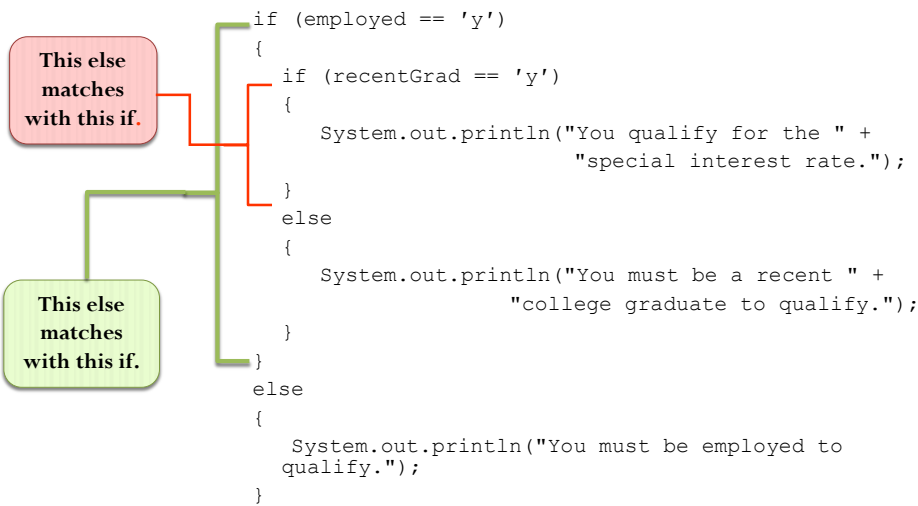 if (employed == 'y')
{
if (recentGrad == 'y')
{
System.out.println("You qualify for the " +
"special interest rate.");
}
else
{
System.out.println("You must be a recent " +
"college graduate to qualify.");
}
}
else
{
System.out.println("You must be employed to
qualify.");
}
This else
matches
with this if.
This else
matches
with this if.